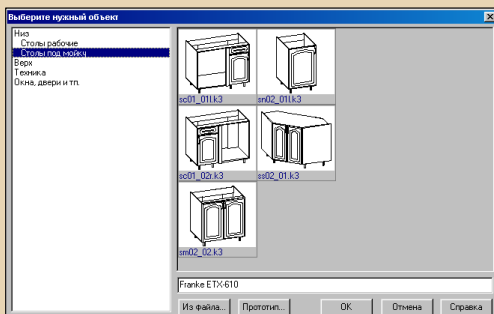 Выберите нужный объект
Низ
Столы рабочие
Столы под мойку
Верх
Техника
Окна, двери и тп.
sc01_01l.k3
sn02_01l.k3
sc01_02r.k3
ss02_01.k3
sm02_02.k3
Franke ETX-610
Из файла... Прототип... OK Отмена Справка